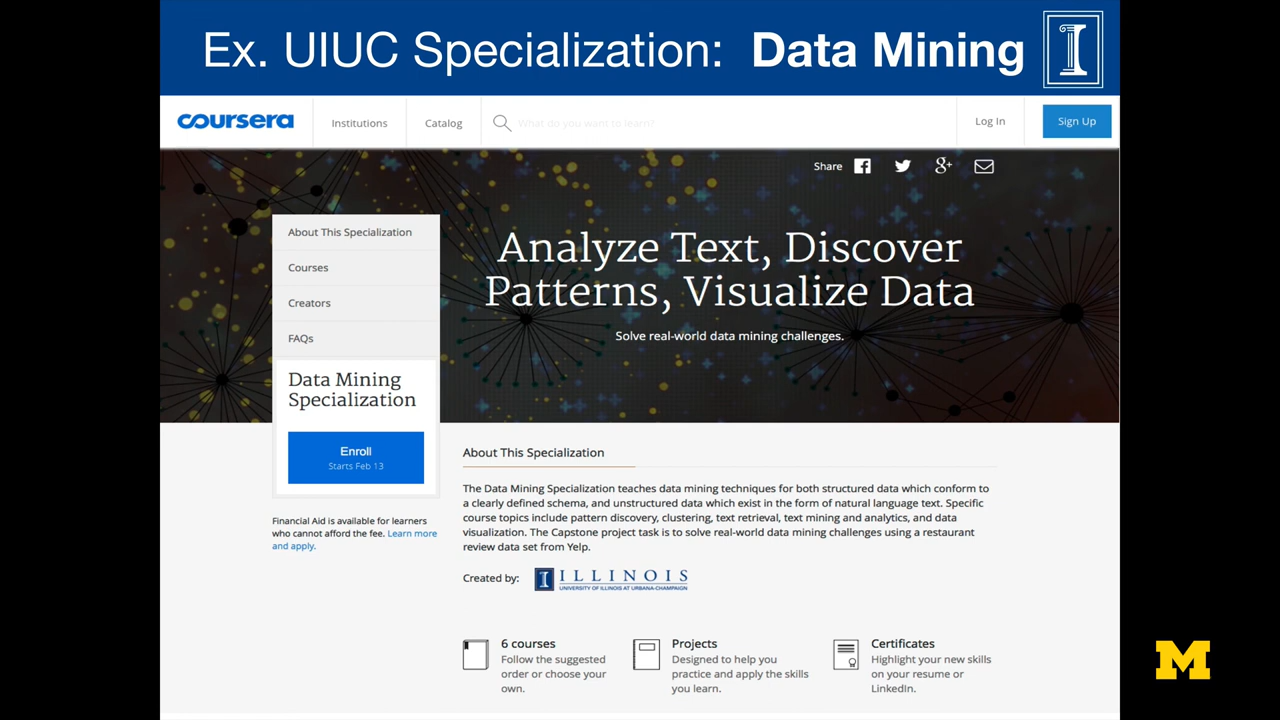 Ex. UIUC Specialization: Data Mining
I
coursera
Institutions
Catalog
What do you want to learn?
Log In
Sign Up
Share
g+
About This Specialization
Courses
Creators
FAQs
Analyze Text, Discover
Patterns, Visualize Data
Solve real-world data mining challenges.
Data Mining
Specialization
Enroll
Starts Feb 13
Financial Aid is available for learners
who cannot afford the fee. Learn more
and apply.
About This Specialization
The Data Mining Specialization teaches data mining techniques for both structured data which conform to
a clearly defined schema, and unstructured data which exist in the form of natural language text. Specific
course topics include pattern discovery, clustering, text retrieval, text mining and analytics, and data
visualization. The Capstone project task is to solve real-world data mining challenges using a restaurant
review data set from Yelp.
Created by:
I ILLINOIS
UNIVERSITY OF ILLINOIS AT URBANA-CHAMPAIGN
6 courses
Follow the suggested
order or choose your
own.
Projects
Designed to help you
practice and apply the skills
you learn.
Certificates
Highlight your new skills
on your resume or
LinkedIn.
M